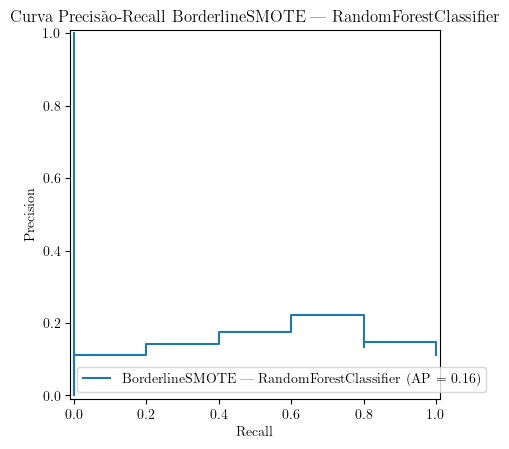 Curva Precisão-Recall BorderlineSMOTE — RandomForestClassifier
1.0
0.8
0.6
0.4
0.2
0.0
Precision
BorderlineSMOTE — RandomForestClassifier (AP = 0.16)
0.0 0.2 0.4 0.6 0.8 1.0
Recall